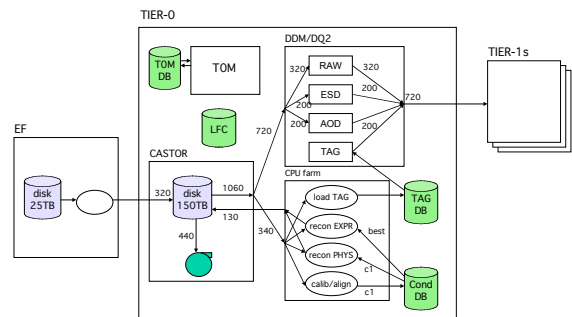 TIER-0
TIER-1s
TOM
DB
TOM
LFC
DDM/DQ2
RAW
ESD
AOD
TAG
320
200
200
320
200
200
720
720
EF
disk
25TB
320
CASTOR
disk
150TB
1060
130
440
340
CPU farm
load TAG
recon EXPR
recon PHYS
calib/align
best
c1
c1
TAG
DB
Cond
DB